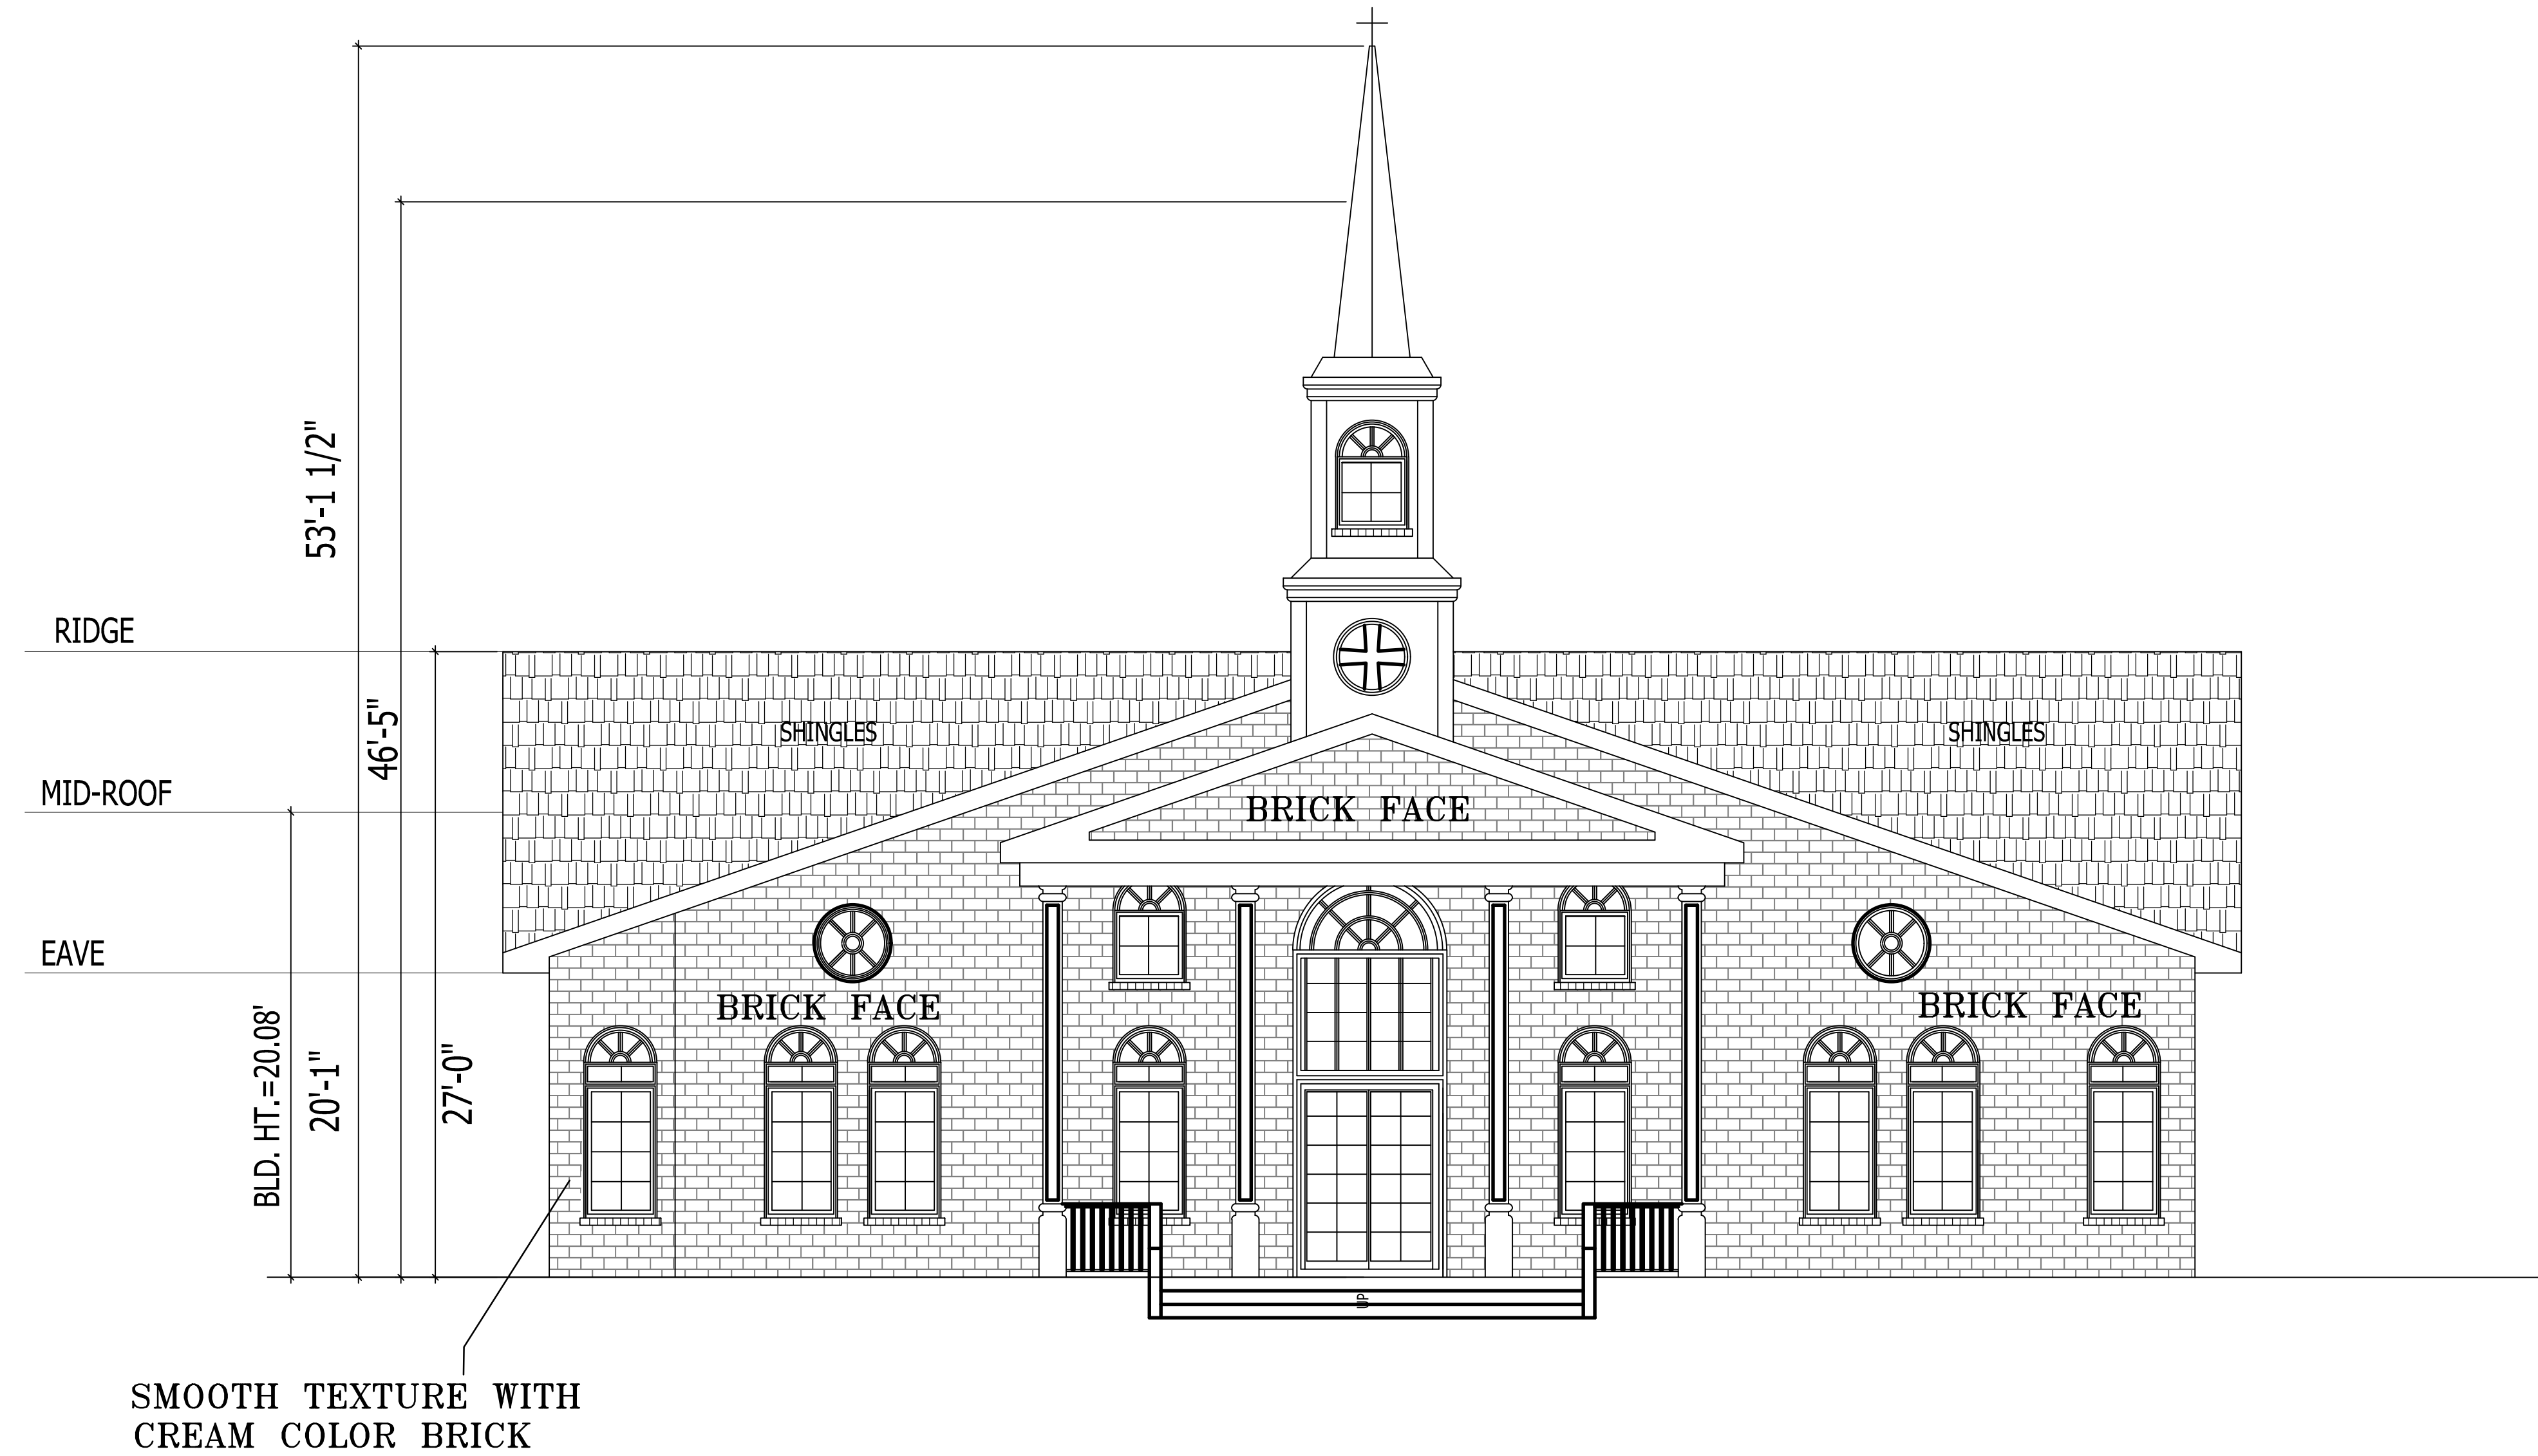 53'-1 1/2"
RIDGE
46'-5"
SHINGLES
SHINGLES
MID-ROOF
BRICK FACE
EAVE
BRICK FACE
BRICK FACE
BLD. HT.=20.08'
20'-1"
27'-0"
UP
SMOOTH TEXTURE WITH
CREAM COLOR BRICK